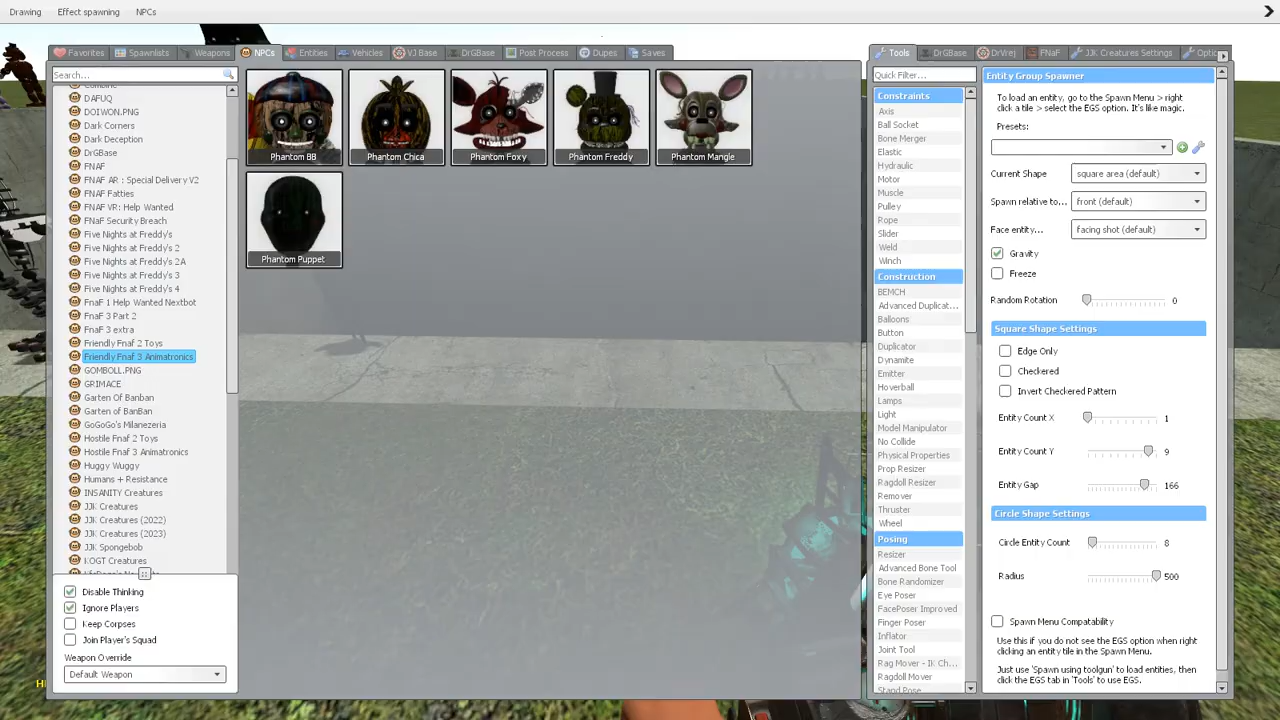 Drawing Effect spawning NPCs
Favorites Spawnlists Weapons NPCs Entities Vehicles VJ Base DrGBase Post Process Dupes Saves
Search...
Combine
DAFUQ
DOIWON.PNG
Dark Corners
Dark Deception
DrGBase
FNAF
FNAF AR : Special Delivery V2
FNAF Fatties
FNAF VR: Help Wanted
FNaF Security Breach
Five Nights at Freddy's
Five Nights at Freddy's 2
Five Nights at Freddy's 2A
Five Nights at Freddy's 3
Five Nights at Freddy's 4
FnaF 1 Help Wanted Nextbot
FnaF 3 Part 2
FnaF 3 extra
Friendly Fnaf 2 Toys
Friendly Fnaf 3 Animatronics
GOMBOLL.PNG
GRIMACE
Garten Of Banban
Garten of BanBan
GoGoGo's Milanezeria
Hostile Fnaf 2 Toys
Hostile Fnaf 3 Animatronics
Huggy Wuggy
Humans + Resistance
INSANITY Creatures
JJK Creatures
JJK Creatures (2022)
JJK Creatures (2023)
JJK Spongebob
KOGT Creatures
Disable Thinking
Ignore Players
Keep Corpses
Join Player's Squad
Weapon Override
Default Weapon
Phantom BB Phantom Chica Phantom Foxy Phantom Freddy Phantom Mangle
Phantom Puppet
Tools DrGBase DrVrej FNaF JJK Creatures Settings Optic
Quick Filter...
Constraints
Axis
Ball Socket
Bone Merger
Elastic
Hydraulic
Motor
Muscle
Pulley
Rope
Slider
Weld
Winch
Construction
BEMCH
Advanced Duplicat...
Balloons
Button
Duplicator
Dynamite
Emitter
Hoverball
Lamps
Light
Model Manipulator
No Collide
Physical Properties
Prop Resizer
Ragdoll Resizer
Remover
Thruster
Wheel
Posing
Resizer
Advanced Bone Tool
Bone Randomizer
Eye Poser
FacePoser Improved
Finger Poser
Inflator
Joint Tool
Rag Mover - IK Ch...
Ragdoll Mover
Stand Pose
Entity Group Spawner
To load an entity, go to the Spawn Menu > right
click a tile > select the EGS option. It's like magic.
Presets:
Current Shape square area (default)
Spawn relative to... front (default)
Face entity... facing shot (default)
Gravity
Freeze
Random Rotation 0
Square Shape Settings
Edge Only
Checkered
Invert Checkered Pattern
Entity Count X 1
Entity Count Y 9
Entity Gap 166
Circle Shape Settings
Circle Entity Count 8
Radius 500
Spawn Menu Compatability
Use this if you do not see the EGS option when right
clicking an entity tile in the Spawn Menu.
Just use 'Spawn using toolgun' to load entities, then
click the EGS tab in 'Tools' to use EGS.